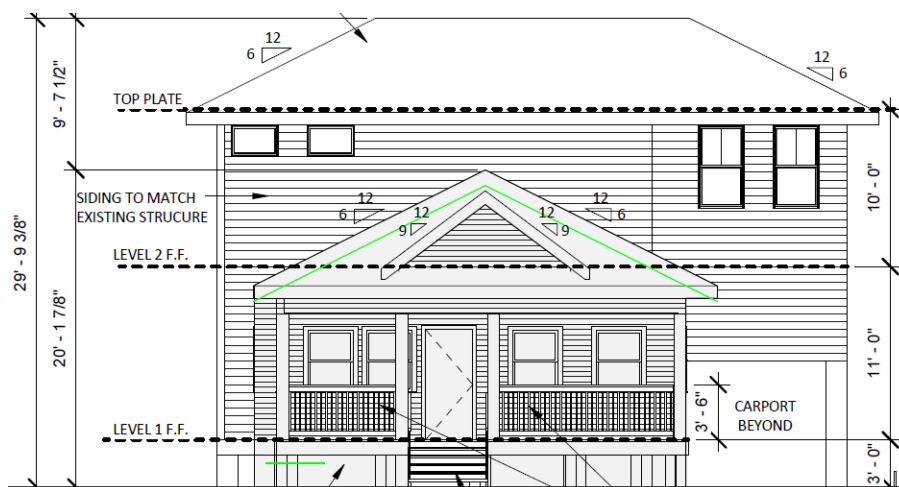 12
6
12
6
9' - 7 1/2"
TOP PLATE
SIDING TO MATCH
EXISTING STRUCURE
12
6
12
9
12
9
12
6
10' - 0"
29' - 9 3/8"
LEVEL 2 F.F.
20' - 1 7/8"
11' - 0"
3' - 6"
CARPORT
BEYOND
LEVEL 1 F.F.
3' - 0"